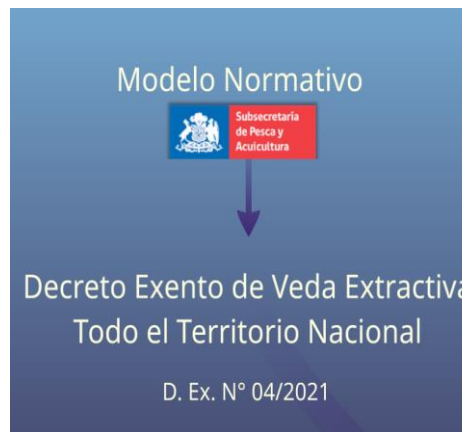 Modelo Normativo
Subsecretaría
de Pesca y
Acuicultura
Decreto Exento de Veda Extractiva
Todo el Territorio Nacional
D. Ex. N° 04/2021